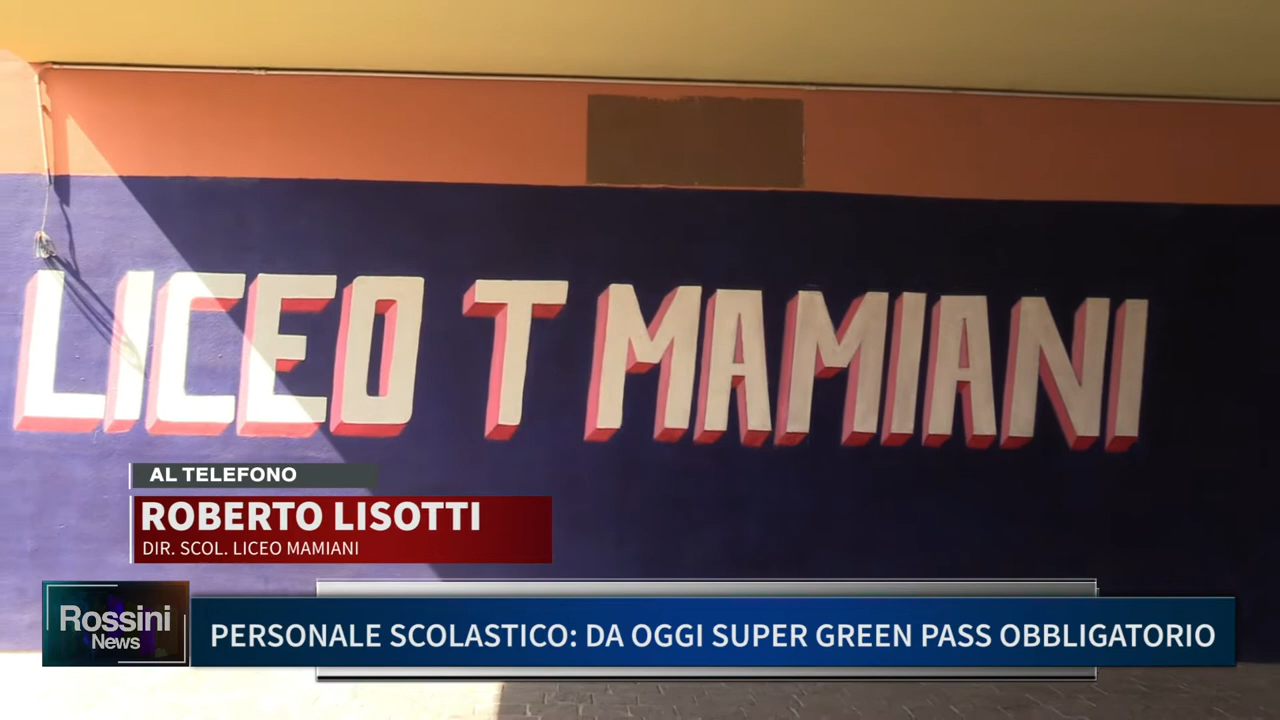 LICEO T MAMIANI
AL TELEFONO
ROBERTO LISOTTI
DIR. SCOL. LICEO MAMIANI
Rossini
News
PERSONALE SCOLASTICO: DA OGGI SUPER GREEN PASS OBBLIGATORIO